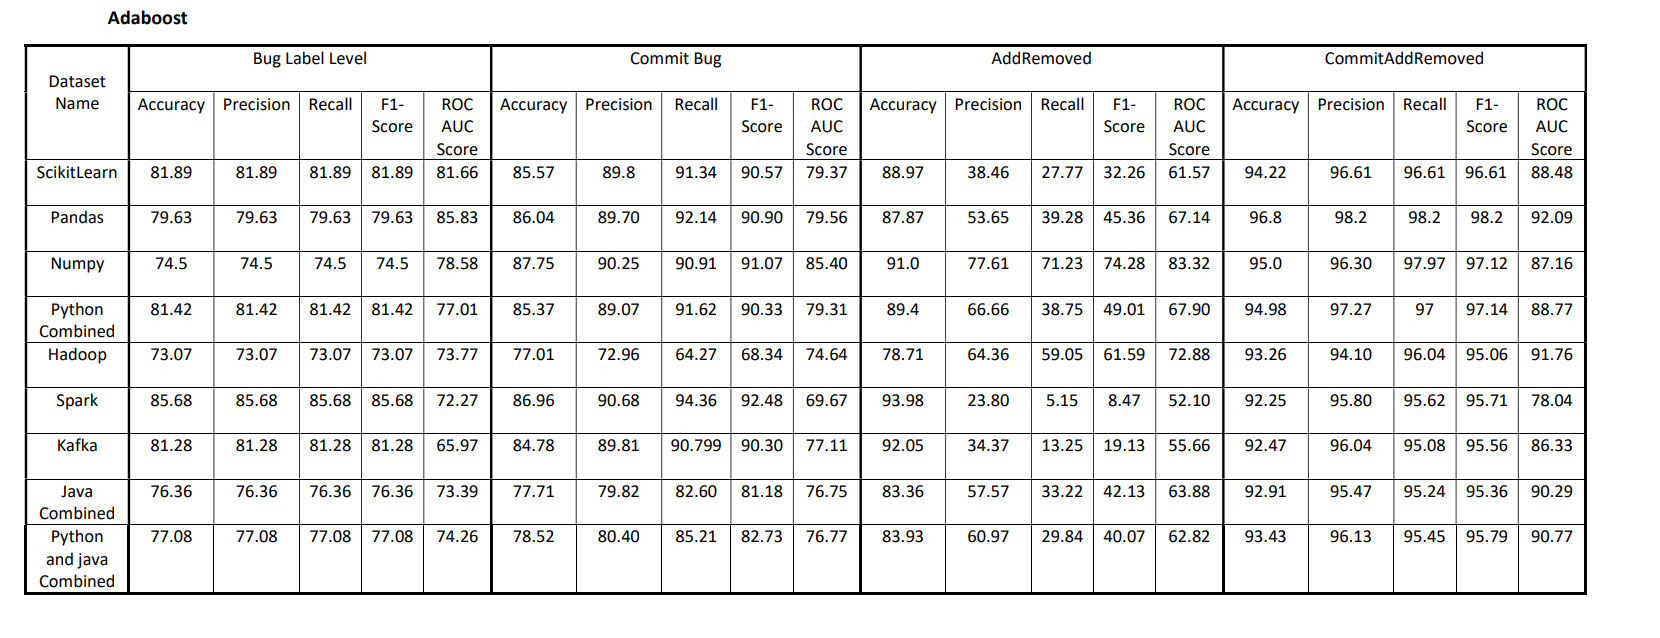 Adaboost
Dataset Name Bug Label Level Commit Bug AddRemoved CommitAddRemoved
Accuracy Precision Recall F1-Score ROC AUC Score Accuracy Precision Recall F1-Score ROC AUC Score Accuracy Precision Recall F1-Score ROC AUC Score Accuracy Precision Recall F1-Score ROC AUC Score
ScikitLearn 81.89 81.89 81.89 81.89 81.66 85.57 89.8 91.34 90.57 79.37 88.97 38.46 27.77 32.26 61.57 94.22 96.61 96.61 96.61 88.48
Pandas 79.63 79.63 79.63 79.63 85.83 86.04 89.70 92.14 90.90 79.56 87.87 53.65 39.28 45.36 67.14 96.8 98.2 98.2 98.2 92.09
Numpy 74.5 74.5 74.5 74.5 78.58 87.75 90.25 90.91 91.07 85.40 91.0 77.61 71.23 74.28 83.32 95.0 96.30 97.97 97.12 87.16
Python Combined 81.42 81.42 81.42 81.42 77.01 85.37 89.07 91.62 90.33 79.31 89.4 66.66 38.75 49.01 67.90 94.98 97.27 97 97.14 88.77
Hadoop 73.07 73.07 73.07 73.07 73.77 77.01 72.96 64.27 68.34 74.64 78.71 64.36 59.05 61.59 72.88 93.26 94.10 96.04 95.06 91.76
Spark 85.68 85.68 85.68 85.68 72.27 86.96 90.68 94.36 92.48 69.67 93.98 23.80 5.15 8.47 52.10 92.25 95.80 95.62 95.71 78.04
Kafka 81.28 81.28 81.28 81.28 65.97 84.78 89.81 90.799 90.30 77.11 92.05 34.37 13.25 19.13 55.66 92.47 96.04 95.08 95.56 86.33
Java Combined 76.36 76.36 76.36 76.36 73.39 77.71 79.82 82.60 81.18 76.75 83.36 57.57 33.22 42.13 63.88 92.91 95.47 95.24 95.36 90.29
Python and java Combined 77.08 77.08 77.08 77.08 74.26 78.52 80.40 85.21 82.73 76.77 83.93 60.97 29.84 40.07 62.82 93.43 96.13 95.45 95.79 90.77